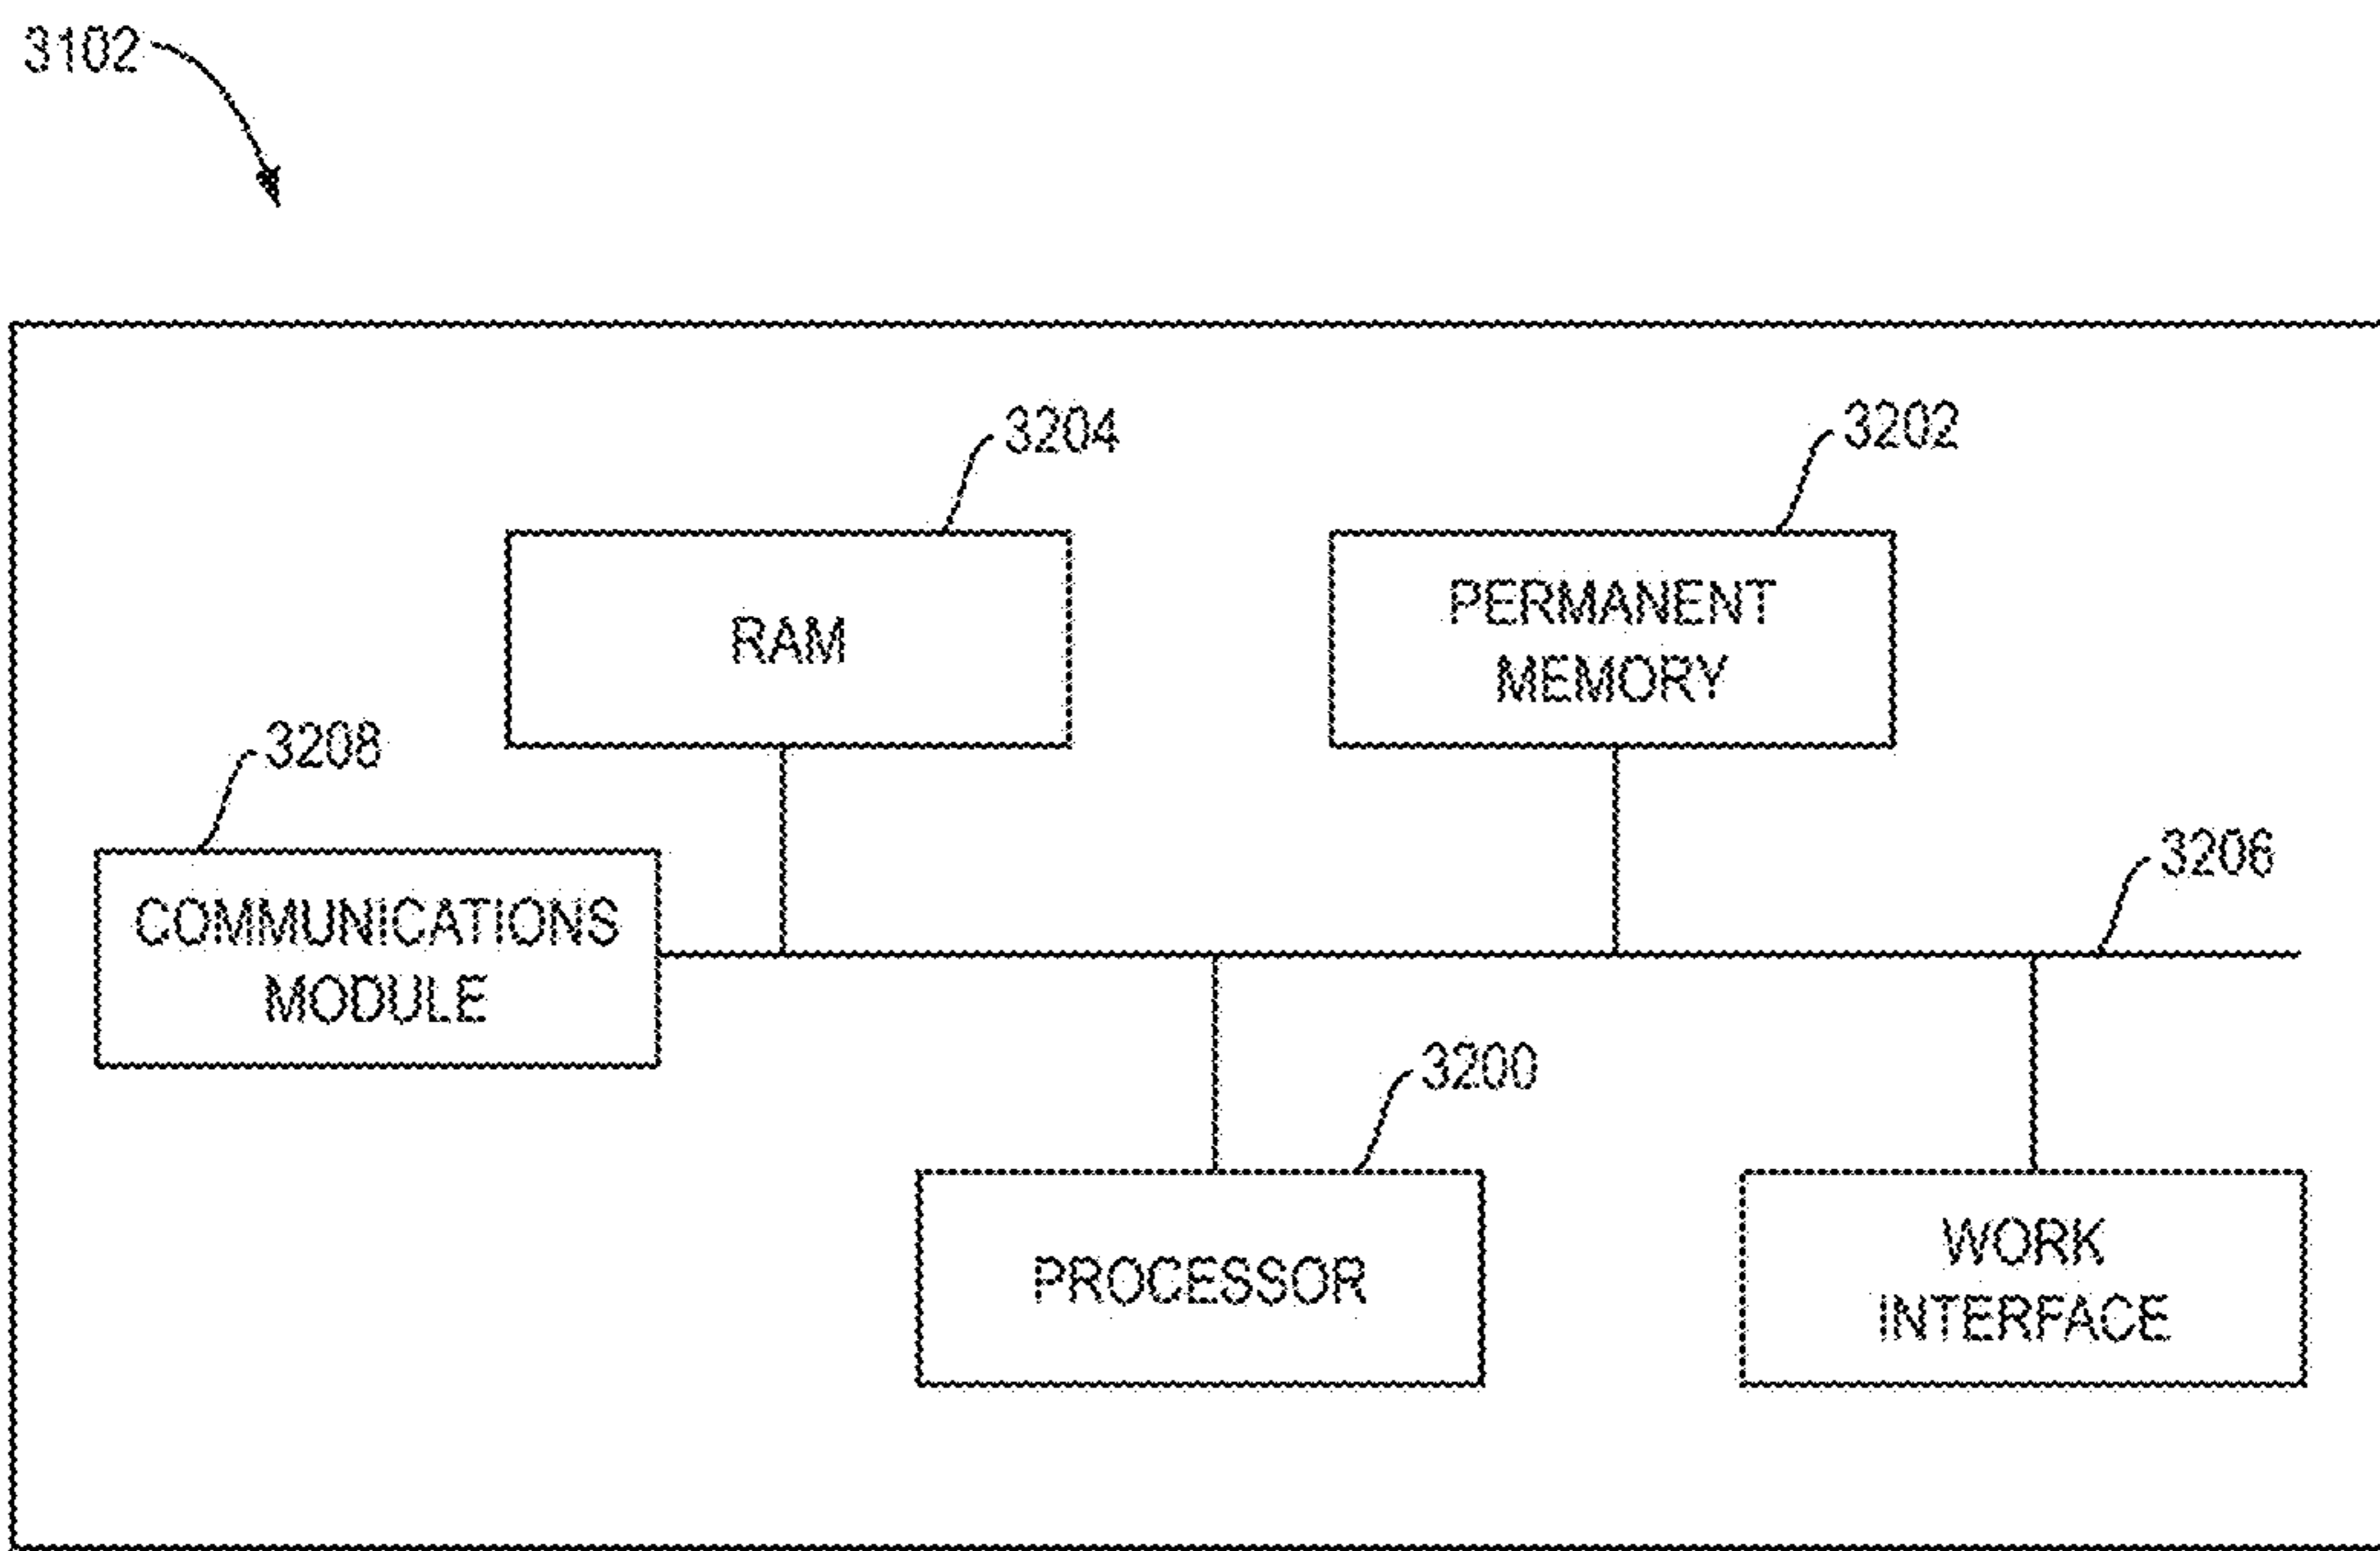 3102
3204
3202
RAM
PERMANENT
MEMORY
3208
3206
COMMUNICATIONS
MODULE
3200
PROCESSOR
WORK
INTERFACE